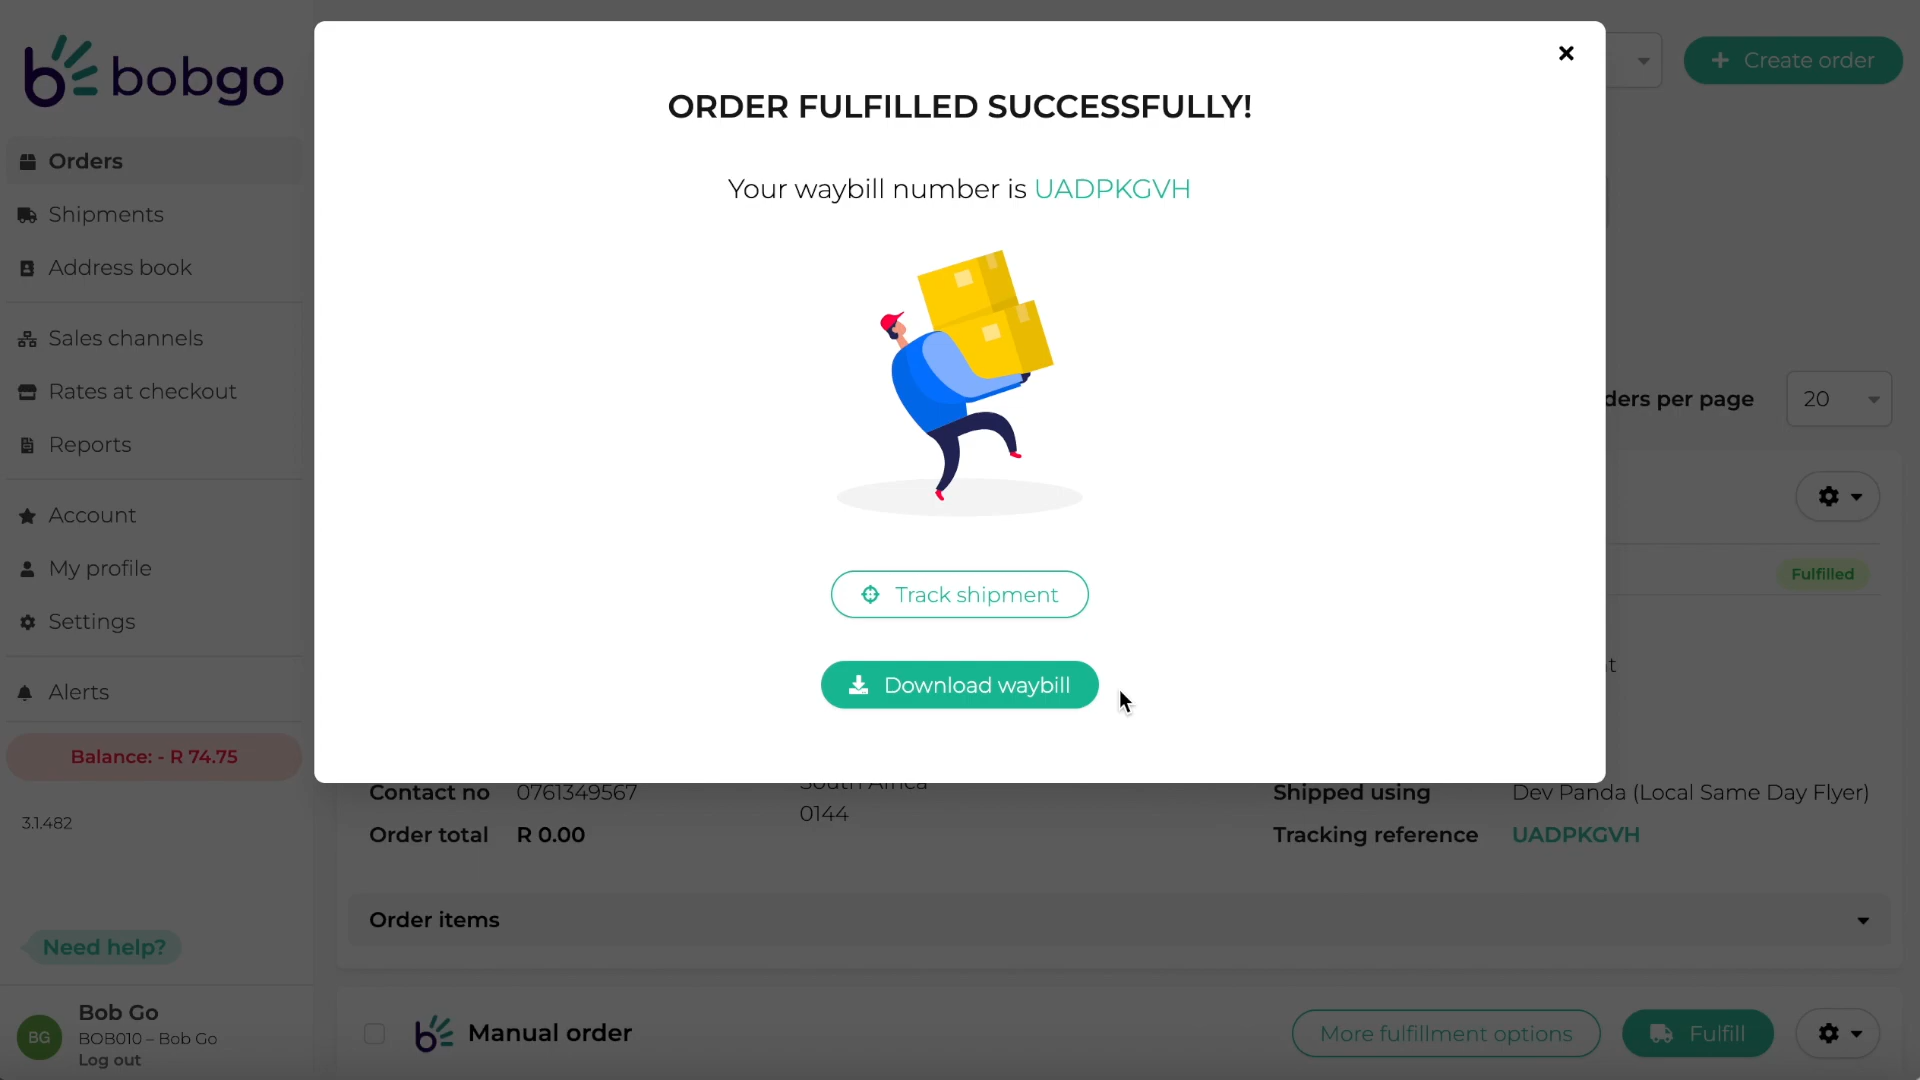 bobgo
Orders
Shipments
Address book
Sales channels
Rates at checkout
Reports
Account
My profile
Settings
Alerts
Balance: - R 74.75
3.1.482
Need help?
BG
Bob Go
BOB010 – Bob Go
Log out
ORDER FULFILLED SUCCESSFULLY!
Your waybill number is UADPKGVH
Track shipment
Download waybill
+ Create order
ders per page 20
Fulfilled
t
South Africa
0144
Contact no 0761349567
Order total R 0.00
Shipped using Dev Panda (Local Same Day Flyer)
Tracking reference UADPKGVH
Order items
Manual order
More fulfillment options
Fulfill